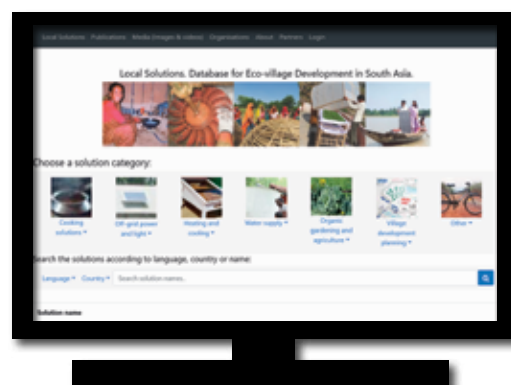 Local Solutions Publications Media (images & videos) Organisations About Partners Login
Local Solutions. Database for Eco-village Development in South Asia.
Choose a solution category:
Cooking solutions
Off-grid power and light
Heating and cooling
Water supply
Organic gardening and agriculture
Village development planning
Other
Search the solutions according to language, country or name:
Language Country Search solution names..
Solution name